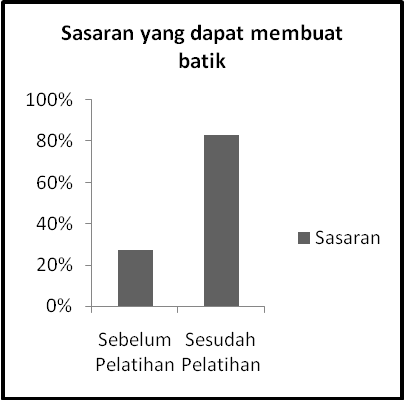 Sasaran yang dapat membuat
batik
100%
80%
60%
40%
20%
0%
Sasaran
Sebelum Sesudah
Pelatihan Pelatihan